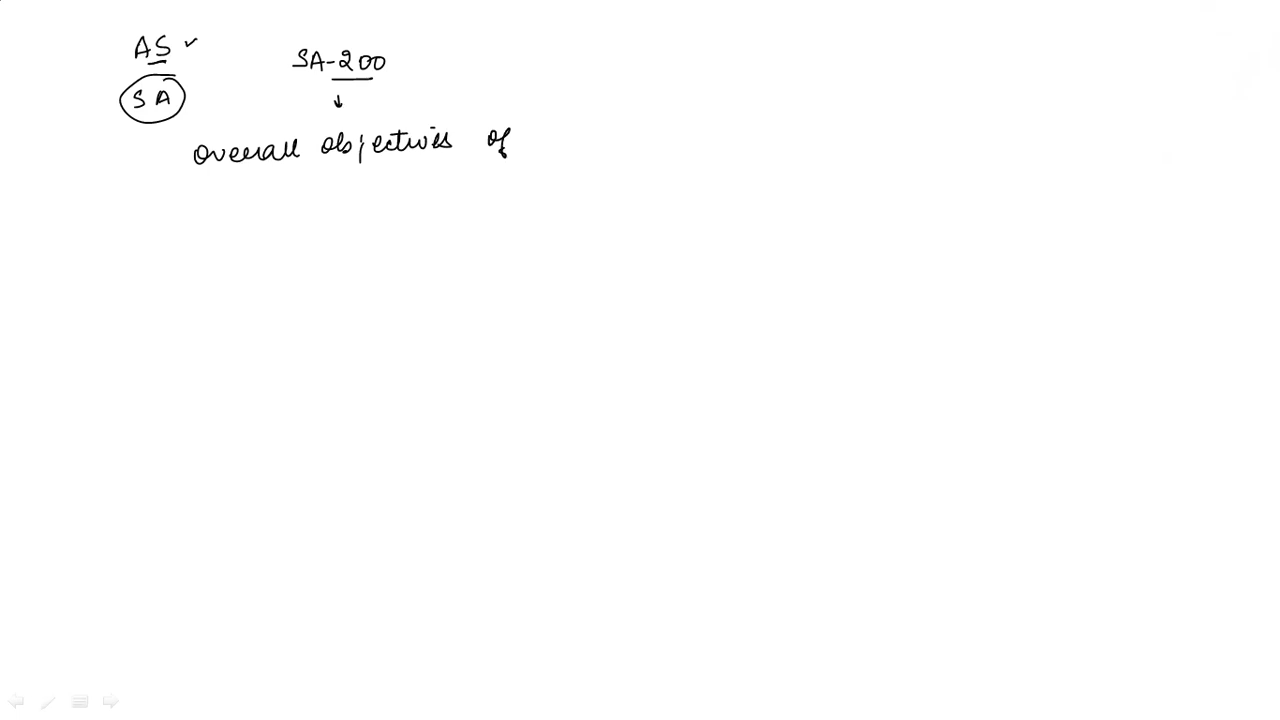 AS ✓
SA
SA-200
↓
overall objectives of